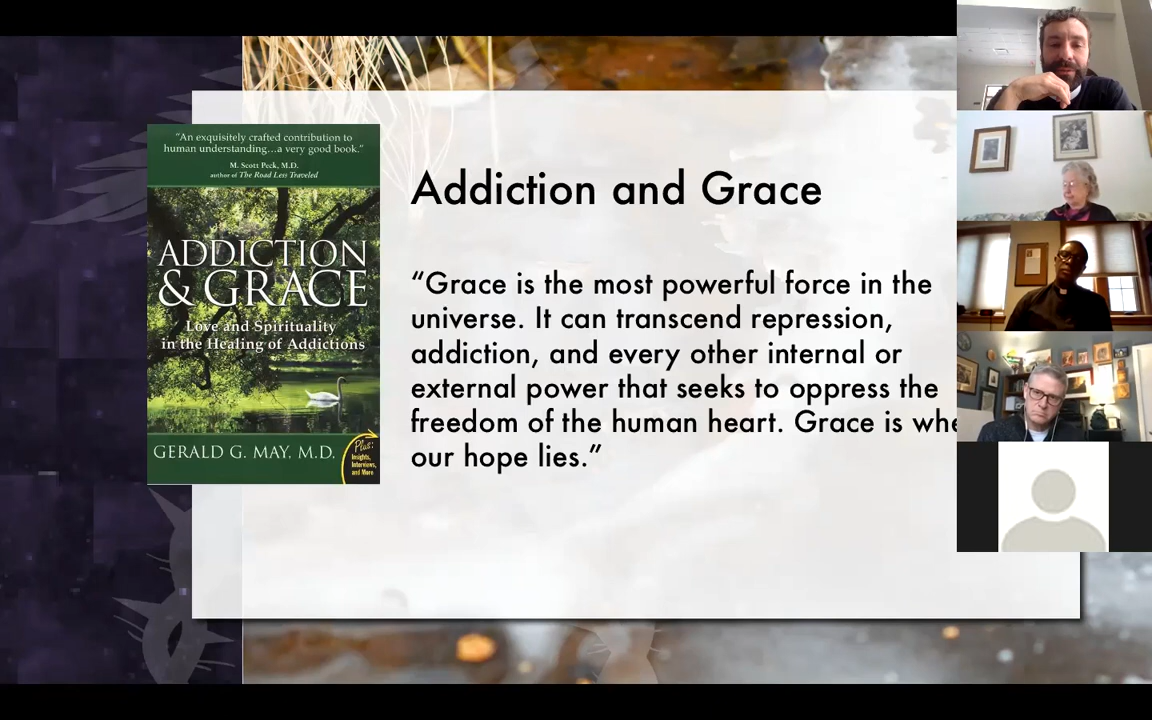 “An exquisitely crafted contribution to
human understanding...a very good book.”
M. Scott Peck, M.D.
author of The Road Less Traveled
ADDICTION
& GRACE
Love and Spirituality
in the Healing of Addictions
GERALD G. MAY, M.D.
Plus:
Insights,
Interviews,
and More
Addiction and Grace
“Grace is the most powerful force in the
universe. It can transcend repression,
addiction, and every other internal or
external power that seeks to oppress the
freedom of the human heart. Grace is whe
our hope lies.”